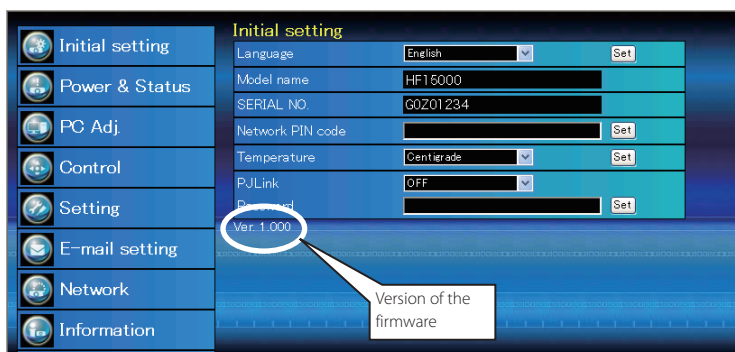 Initial setting
Power & Status
PC Adj.
Control
Setting
E-mail setting
Network
Information
Initial setting
Language English Set
Model name HF15000
SERIAL NO. G0Z01234
Network PIN code Set
Temperature Centigrade Set
PJLink OFF
Password Set
Ver. 1.000
Version of the
firmware